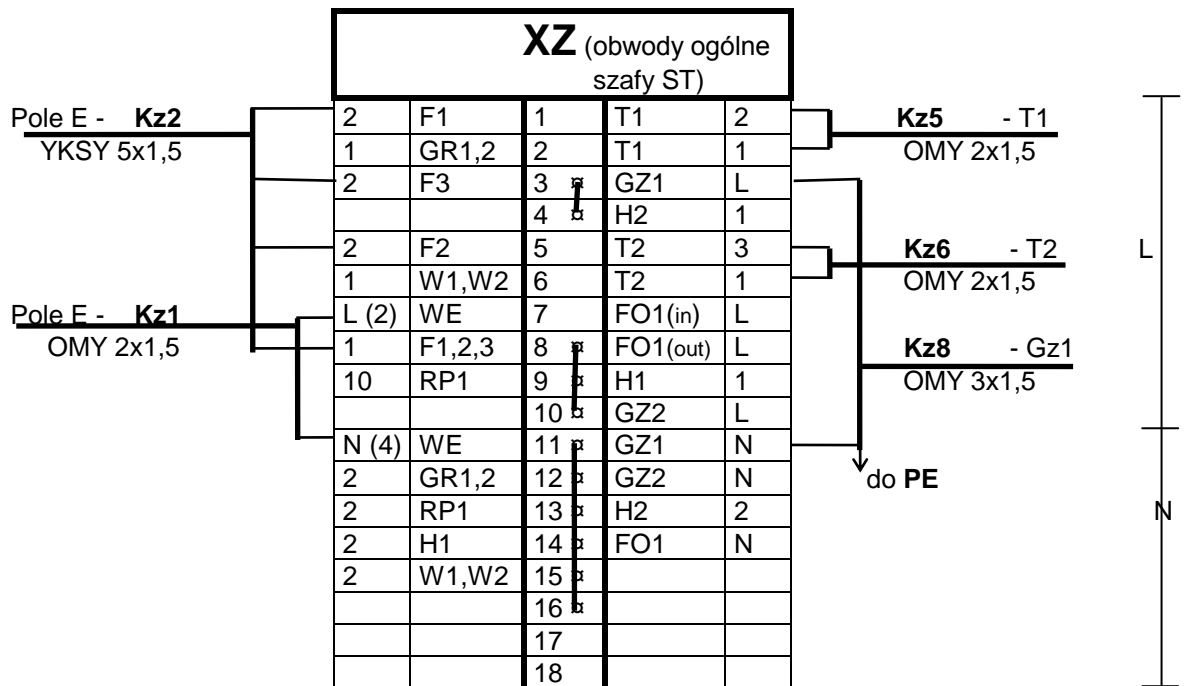 XZ (obwody ogólne
szafy ST)
Pole E - Kz2
YKSY 5x1,5
Pole E - Kz1
OMY 2x1,5
2 F1 1 T1 2
1 GR1,2 2 T1 1
2 F3 3 ¤ GZ1 L
4 ¤ H2 1
2 F2 5 T2 3
1 W1,W2 6 T2 1
L (2) WE 7 FO1(in) L
1 F1,2,3 8 ¤ FO1(out) L
10 RP1 9 ¤ H1 1
10 ¤ GZ2 L
N (4) WE 11 ¤ GZ1 N
2 GR1,2 12 ¤ GZ2 N
2 RP1 13 ¤ H2 2
2 H1 14 ¤ FO1 N
2 W1,W2 15 ¤
16 ¤
17
18
Kz5 - T1
OMY 2x1,5
Kz6 - T2
OMY 2x1,5
Kz8 - Gz1
OMY 3x1,5
do PE
L
N